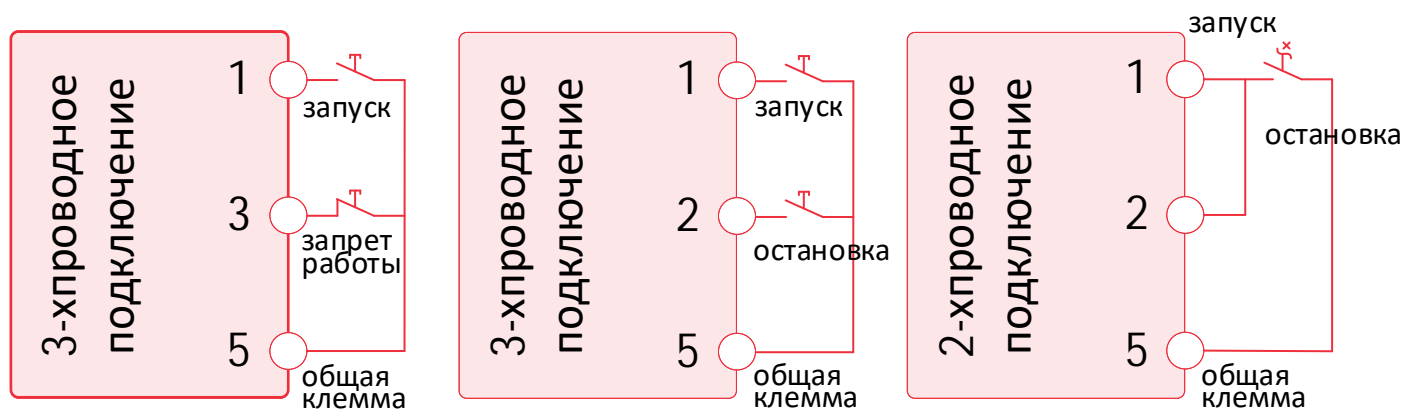 3-хпроводное
подключение
1
запуск
3
запрет
работы
5
общая
клемма
3-хпроводное
подключение
1
запуск
2
остановка
5
общая
клемма
2-хпроводное
подключение
запуск
1
остановка
2
5
общая
клемма